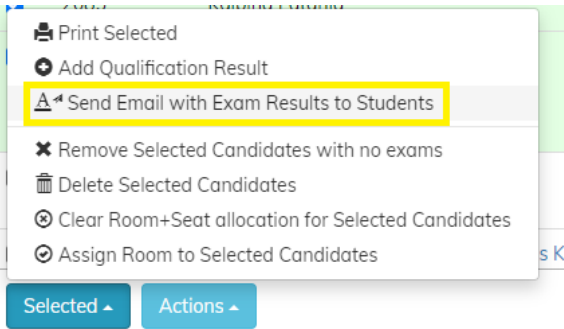 Print Selected
Add Qualification Result
Send Email with Exam Results to Students
Remove Selected Candidates with no exams
Delete Selected Candidates
Clear Room+Seat allocation for Selected Candidates
Assign Room to Selected Candidates
s K
Selected
Actions